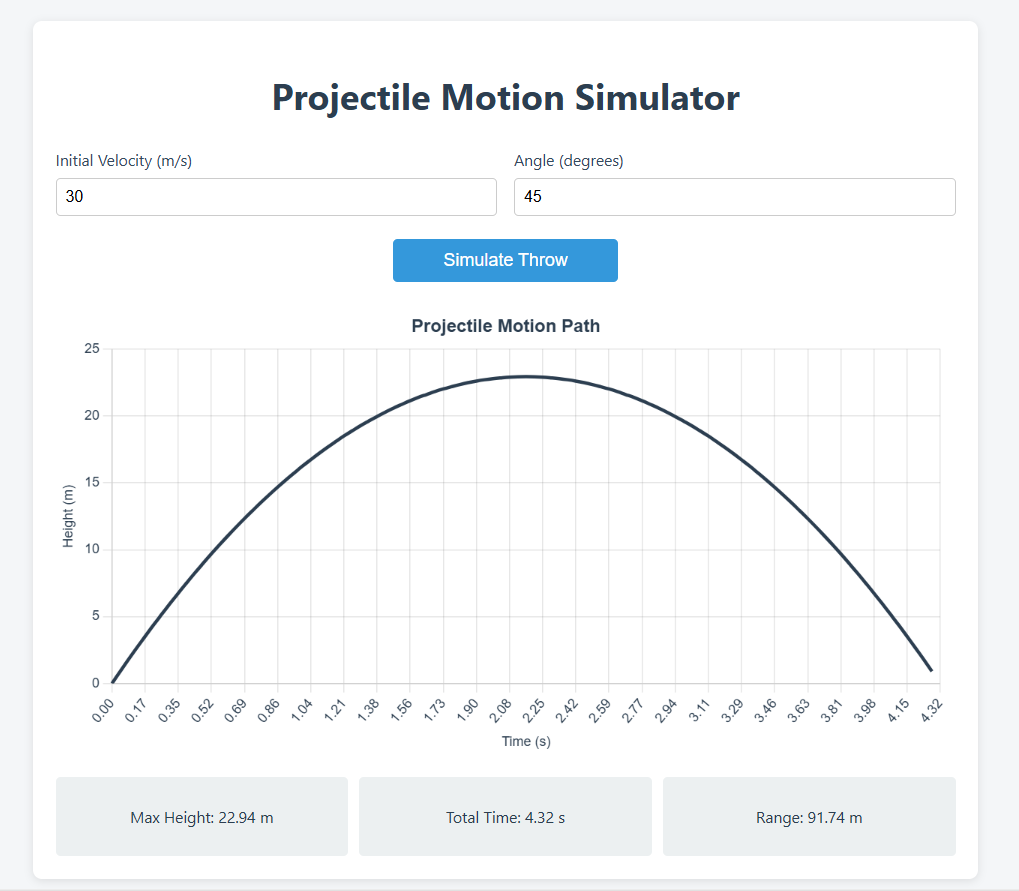 Projectile Motion Simulator
Initial Velocity (m/s) Angle (degrees)
30 45
Simulate Throw
Projectile Motion Path
25
20
15
10
5
0
Height (m)
0.00 0.17 0.35 0.52 0.69 0.86 1.04 1.21 1.38 1.56 1.73 1.90 2.08 2.25 2.42 2.59 2.77 2.94 3.11 3.29 3.46 3.63 3.81 3.98 4.15 4.32
Time (s)
Max Height: 22.94 m Total Time: 4.32 s Range: 91.74 m